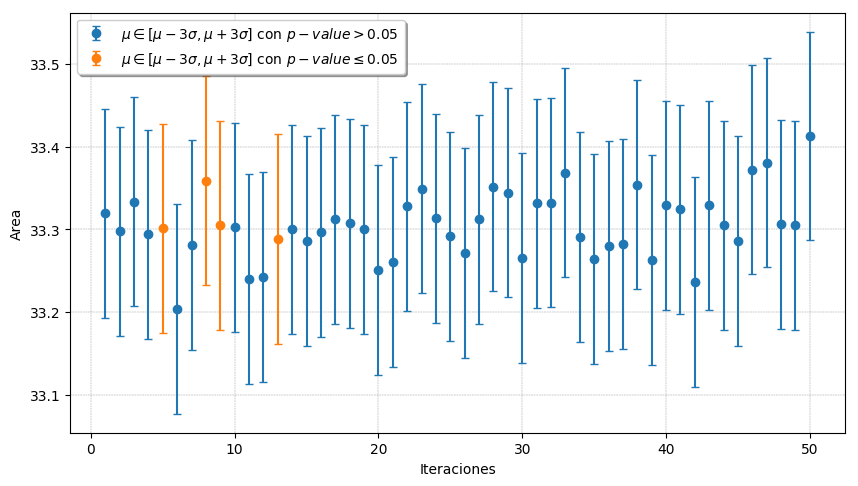 μ ∈ [μ − 3σ, μ + 3σ] con p − value > 0.05
μ ∈ [μ − 3σ, μ + 3σ] con p − value ≤ 0.05
33.5
33.4
33.3
33.2
33.1
Area
0 10 20 30 40 50
Iteraciones